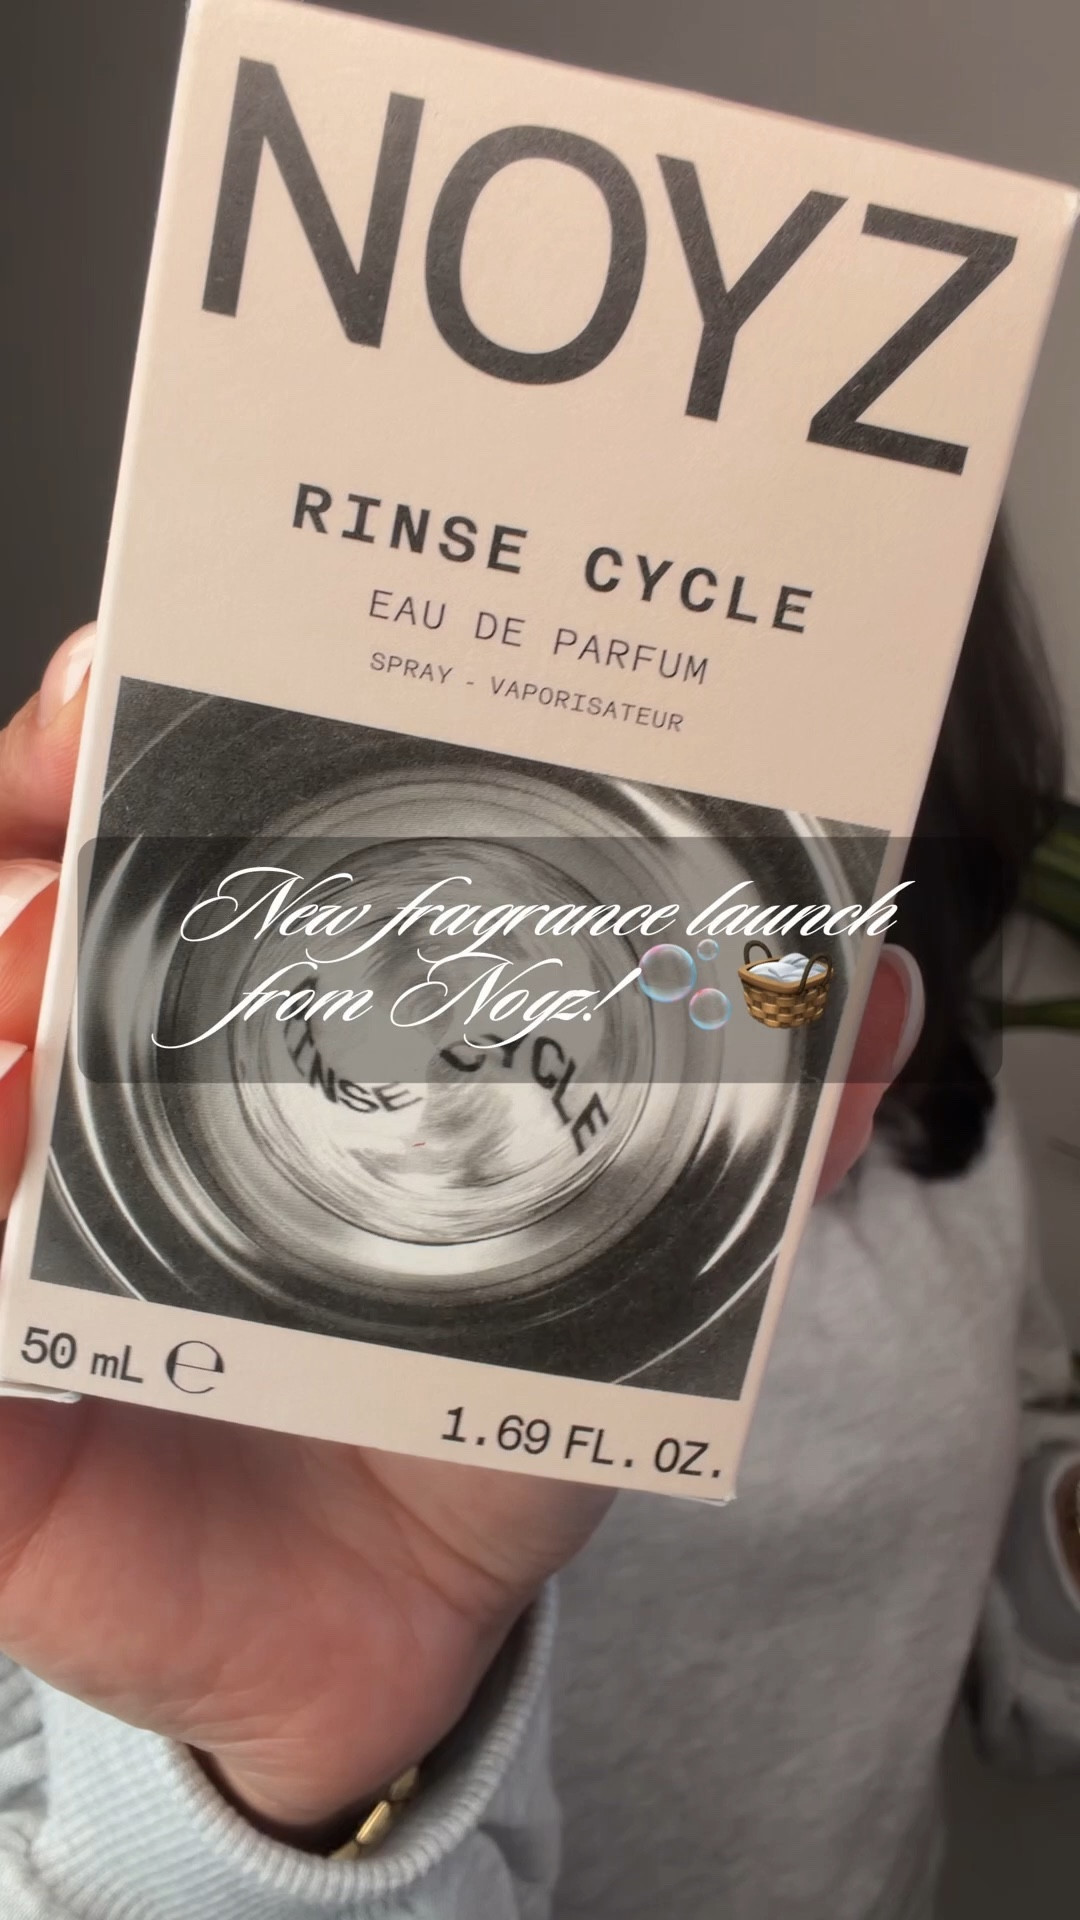 NOYZ
RINSE CYCLE
EAU DE PARFUM
SPRAY - VAPORISATEUR
New fragrance launch
from Noyz! 🫧🧺
RINSE CYCLE
50 mL ℮
1.69 FL. OZ.